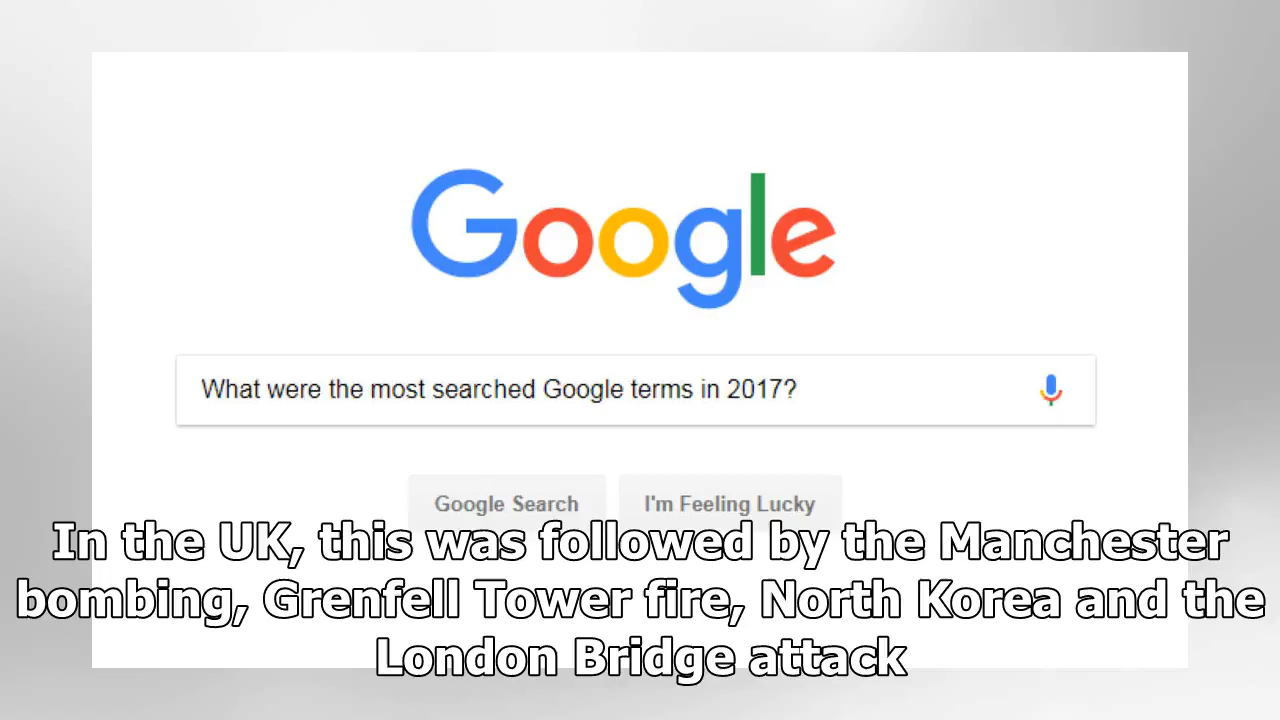 Google
What were the most searched Google terms in 2017?
Google Search
I'm Feeling Lucky
In the UK, this was followed by the Manchester
bombing, Grenfell Tower fire, North Korea and the
London Bridge attack